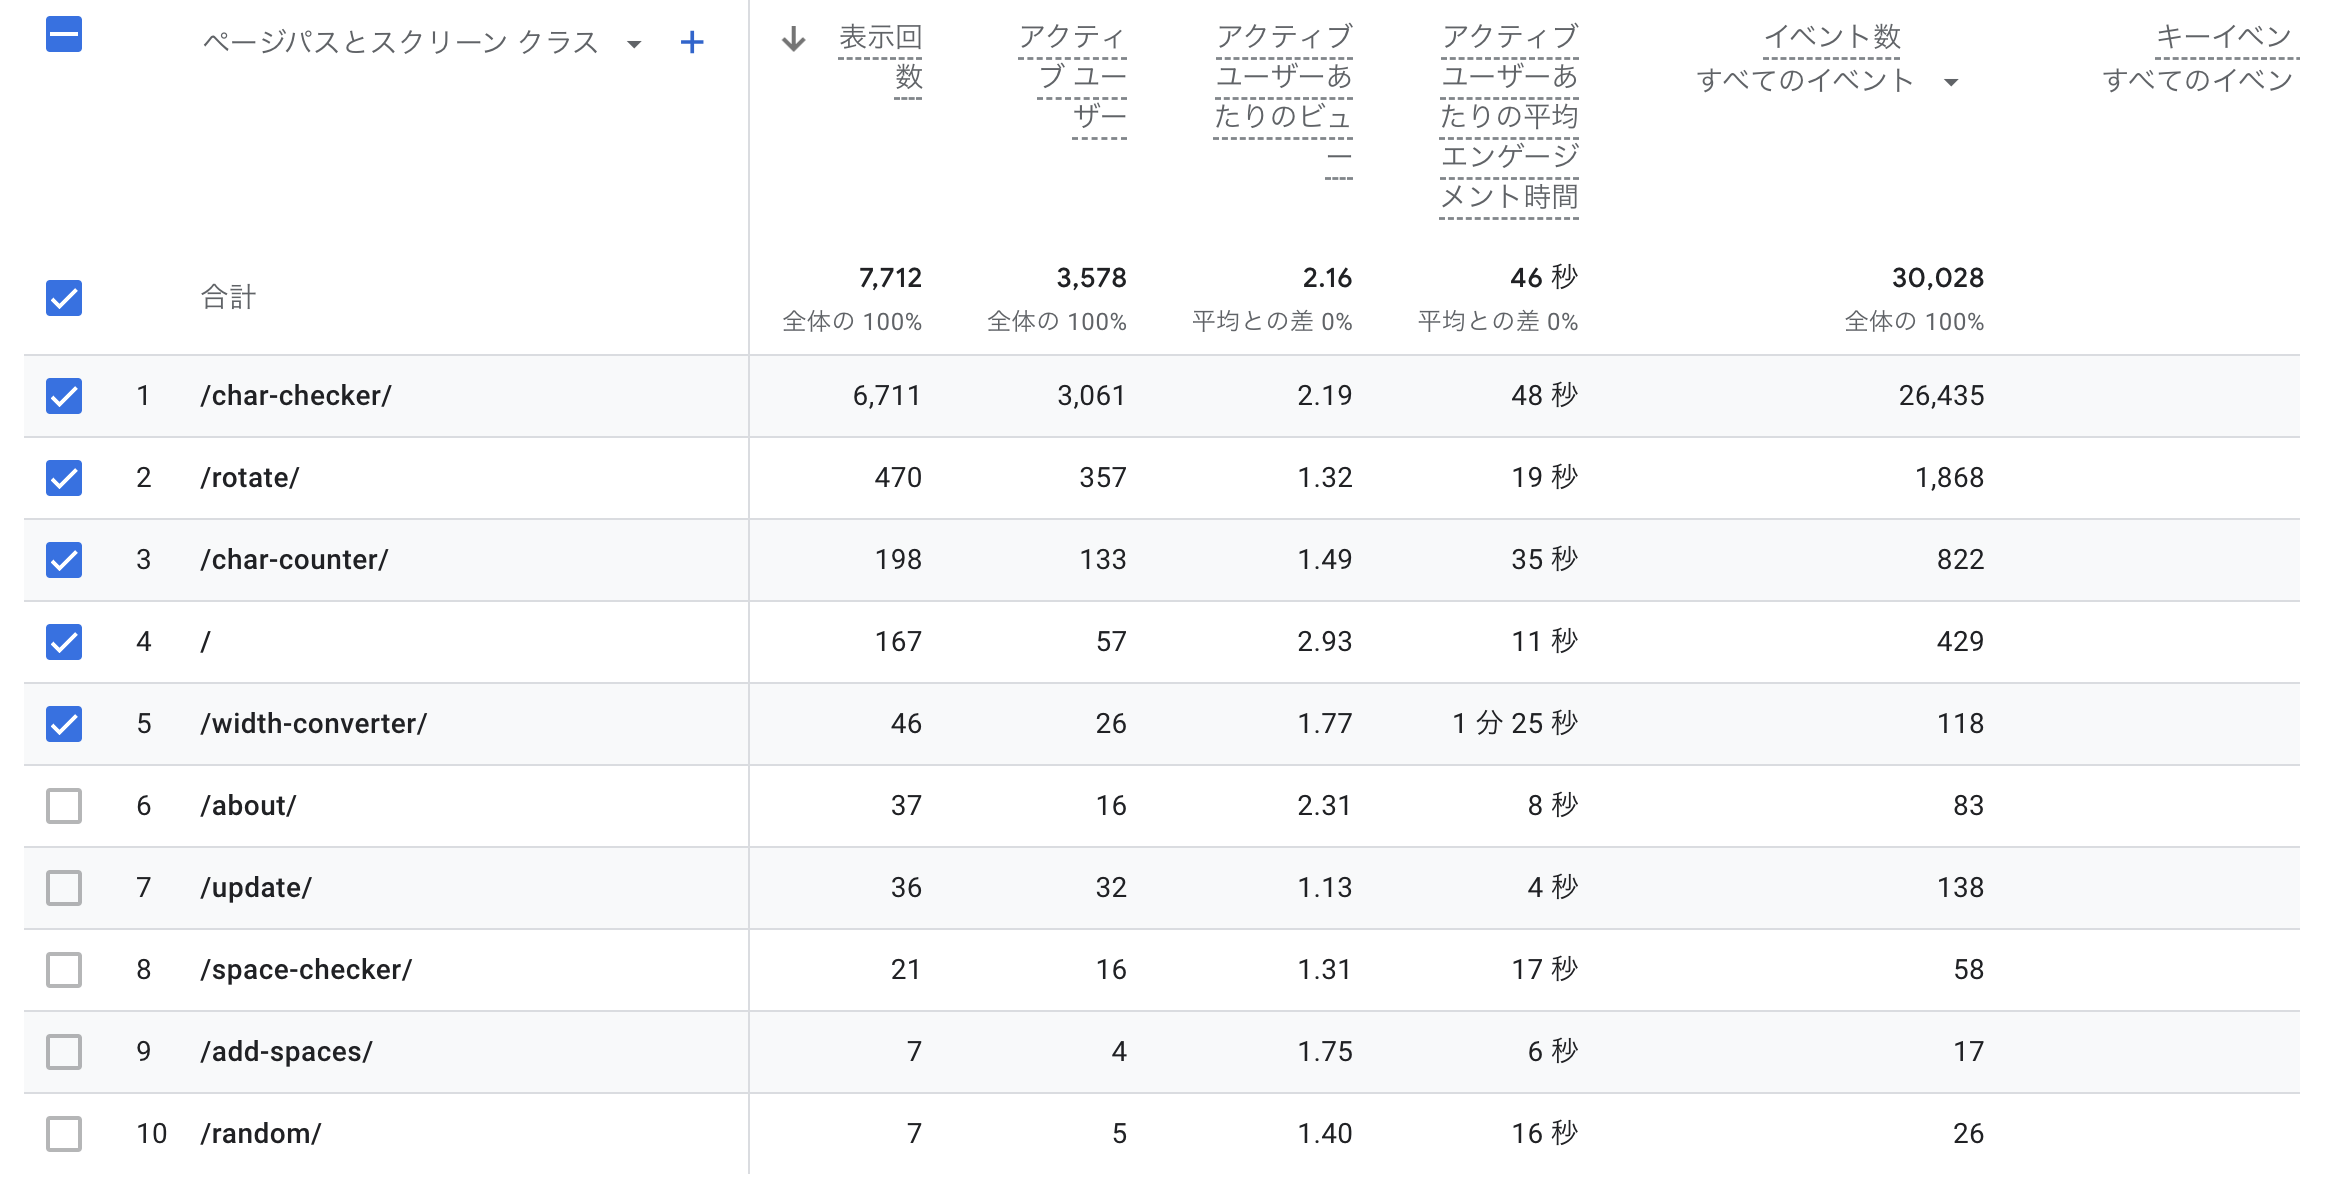 ページパスとスクリーン クラス
表示回
数
アクティ
ブ ユー
ザー
アクティブ
ユーザーあ
たりのビュ
ー
アクティブ
ユーザーあ
たりの平均
エンゲージ
メント時間
イベント数
すべてのイベント
キーイベン
すべてのイベン
合計 7,712 3,578 2.16 46 秒 30,028
全体の 100% 全体の 100% 平均との差 0% 平均との差 0% 全体の 100%
1 /char-checker/ 6,711 3,061 2.19 48 秒 26,435
2 /rotate/ 470 357 1.32 19 秒 1,868
3 /char-counter/ 198 133 1.49 35 秒 822
4 / 167 57 2.93 11 秒 429
5 /width-converter/ 46 26 1.77 1 分 25 秒 118
6 /about/ 37 16 2.31 8 秒 83
7 /update/ 36 32 1.13 4 秒 138
8 /space-checker/ 21 16 1.31 17 秒 58
9 /add-spaces/ 7 4 1.75 6 秒 17
10 /random/ 7 5 1.40 16 秒 26